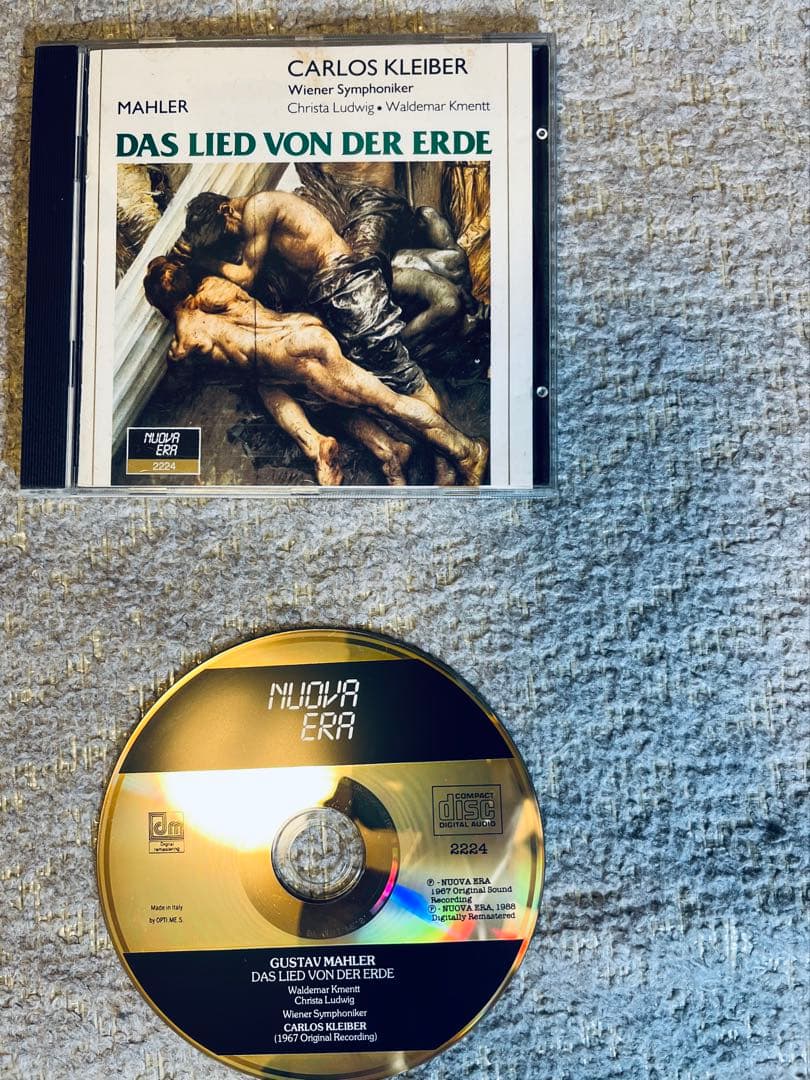 CARLOS KLEIBER
Wiener Symphoniker
MAHLER
Christa Ludwig • Waldemar Kmentt
DAS LIED VON DER ERDE
NUOVA
ERA
2224
NUOVA
ERA
COMPACT
disc
DIGITAL AUDIO
dm
Digital
remastering
2224
Ⓟ - NUOVA ERA
1967 Original Sound
Recording
Ⓟ - NUOVA ERA, 1988
Digitally Remastered
Made in Italy
by OPTI.ME.S.
GUSTAV MAHLER
DAS LIED VON DER ERDE
Waldemar Kmentt
Christa Ludwig
Wiener Symphoniker
CARLOS KLEIBER
(1967 Original Recording)